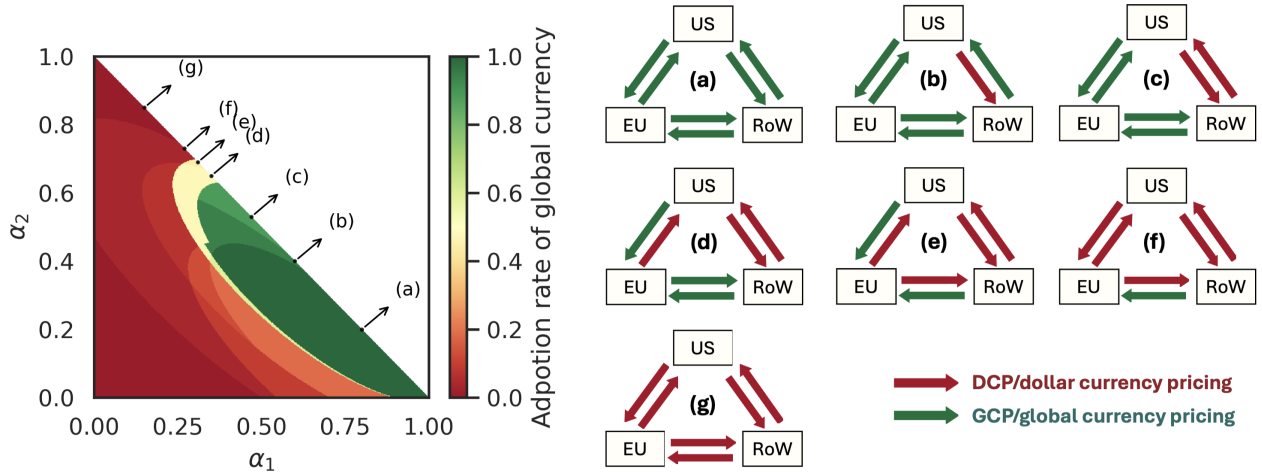 1.0
0.8
0.6
0.4
0.2
0.0
α2
0.00
0.25
0.50
0.75
1.00
α1
(g)
(f)
(e)
(d)
(c)
(b)
(a)
1.0
0.8
0.6
0.4
0.2
0.0
Adpotion rate of global currency
US
(a)
EU
RoW
US
(b)
EU
RoW
US
(c)
EU
RoW
US
(d)
EU
RoW
US
(e)
EU
RoW
US
(f)
EU
RoW
US
(g)
EU
RoW
DCP/dollar currency pricing
GCP/global currency pricing